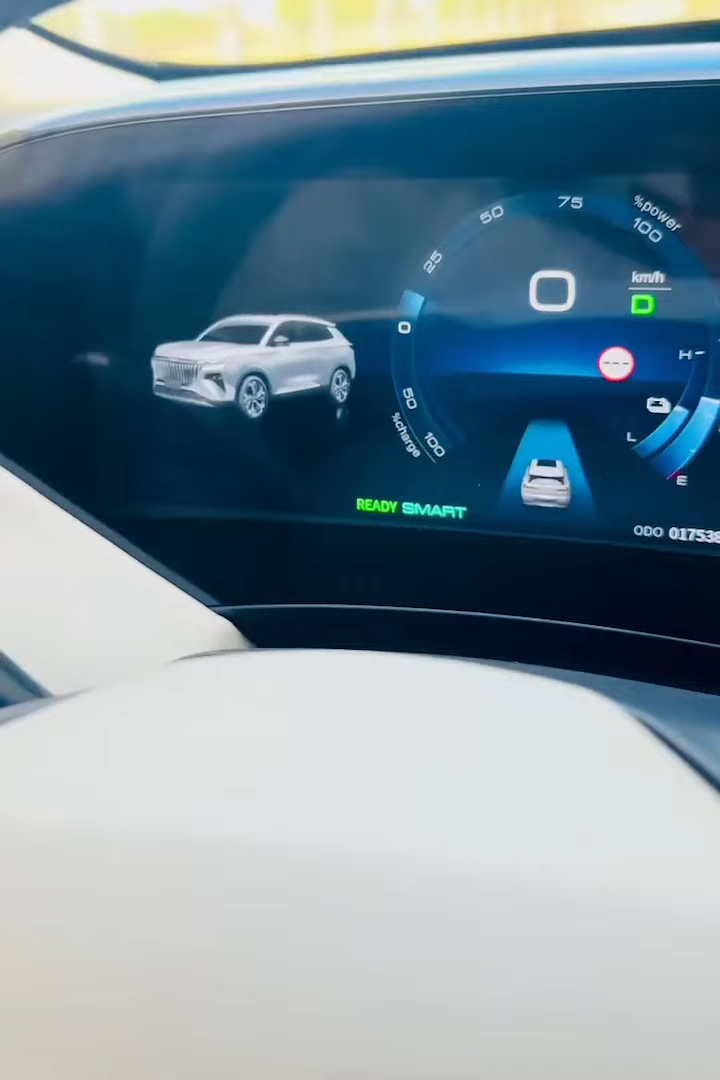 75
50
%power
100
25
0
km/h
D
0
---
H
50
%charge
100
L
E
READY SMART
ODO 017538